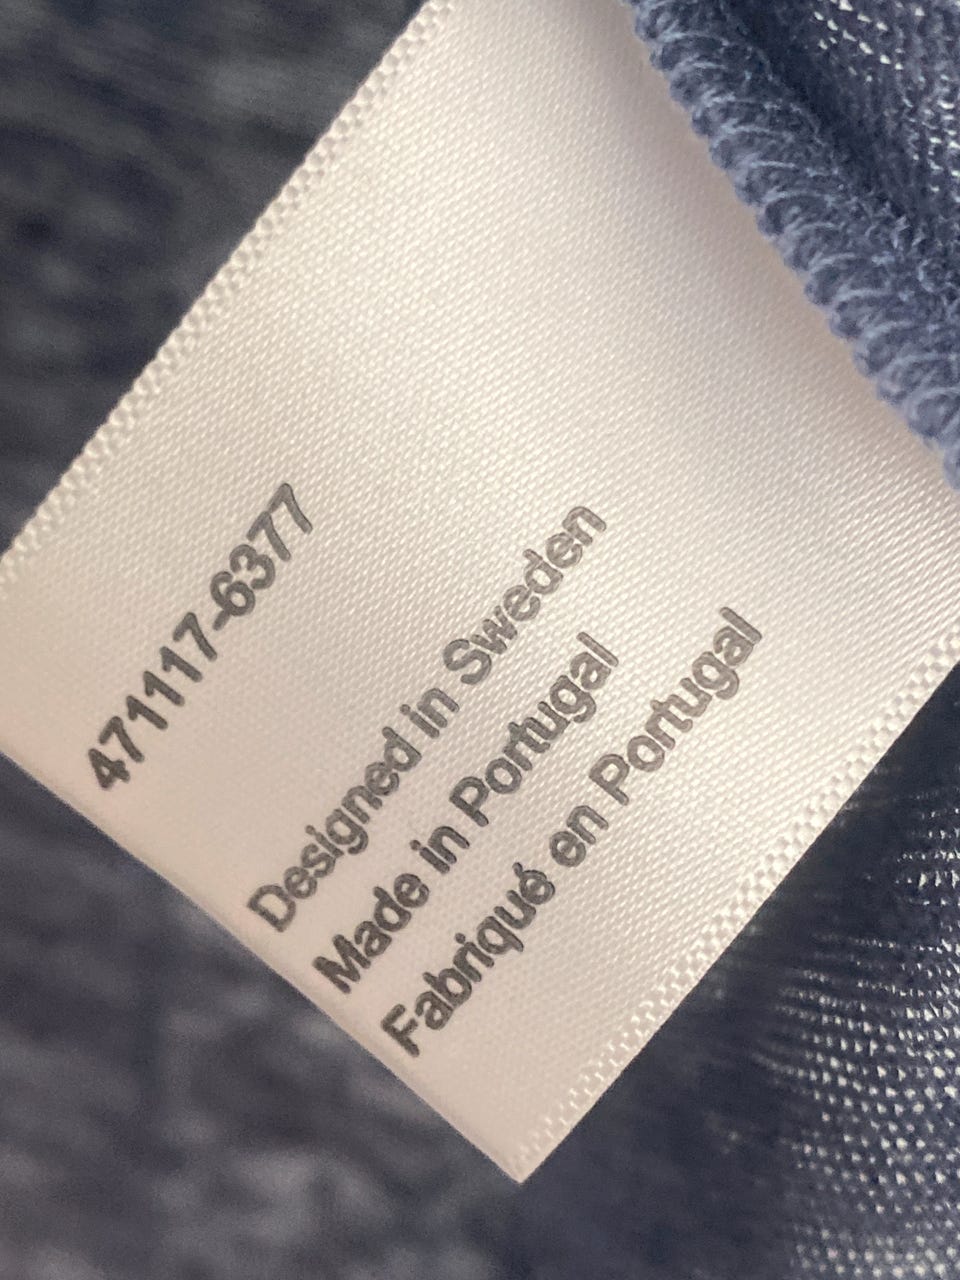 471117-6377
Designed in Sweden
Made in Portugal
Fabriqué en Portugal